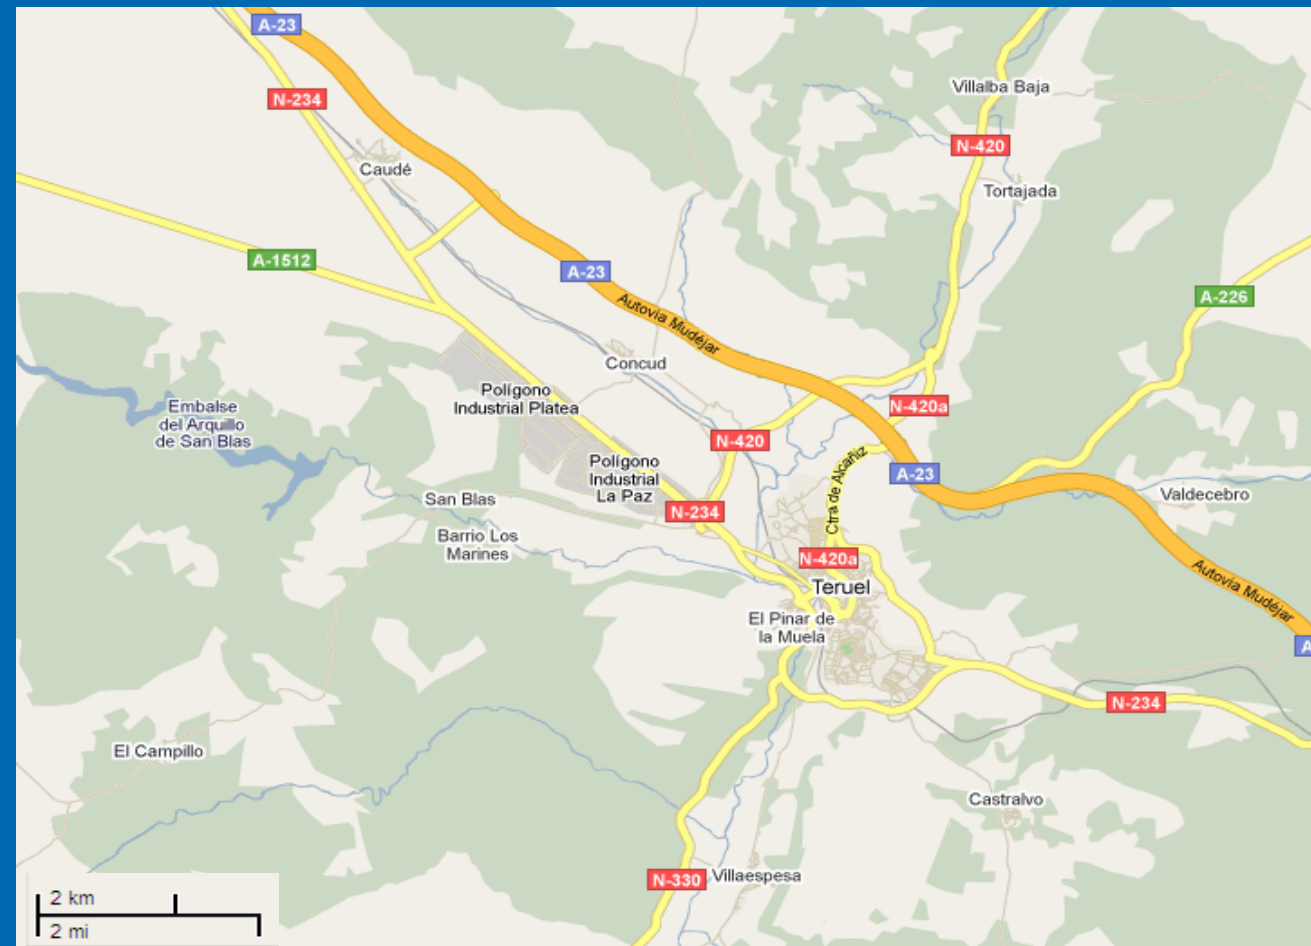 A-23
N-234
Villalba Baja
N-420
Caudé
Tortajada
A-1512
A-23
A-226
Autovia Mudéjar
Concud
Polígono
Industrial Platea
Embalse
del Arquillo
de San Blas
N-420a
N-420
Ctra de Alcañiz
Polígono
Industrial
La Paz
A-23
San Blas
Valdecebro
N-234
Barrio Los
Marines
N-420a
Teruel
Autovia Mudéjar
El Pinar de
la Muela
A
N-234
El Campillo
Castralvo
N-330
Villaespesa
2 km
2 mi